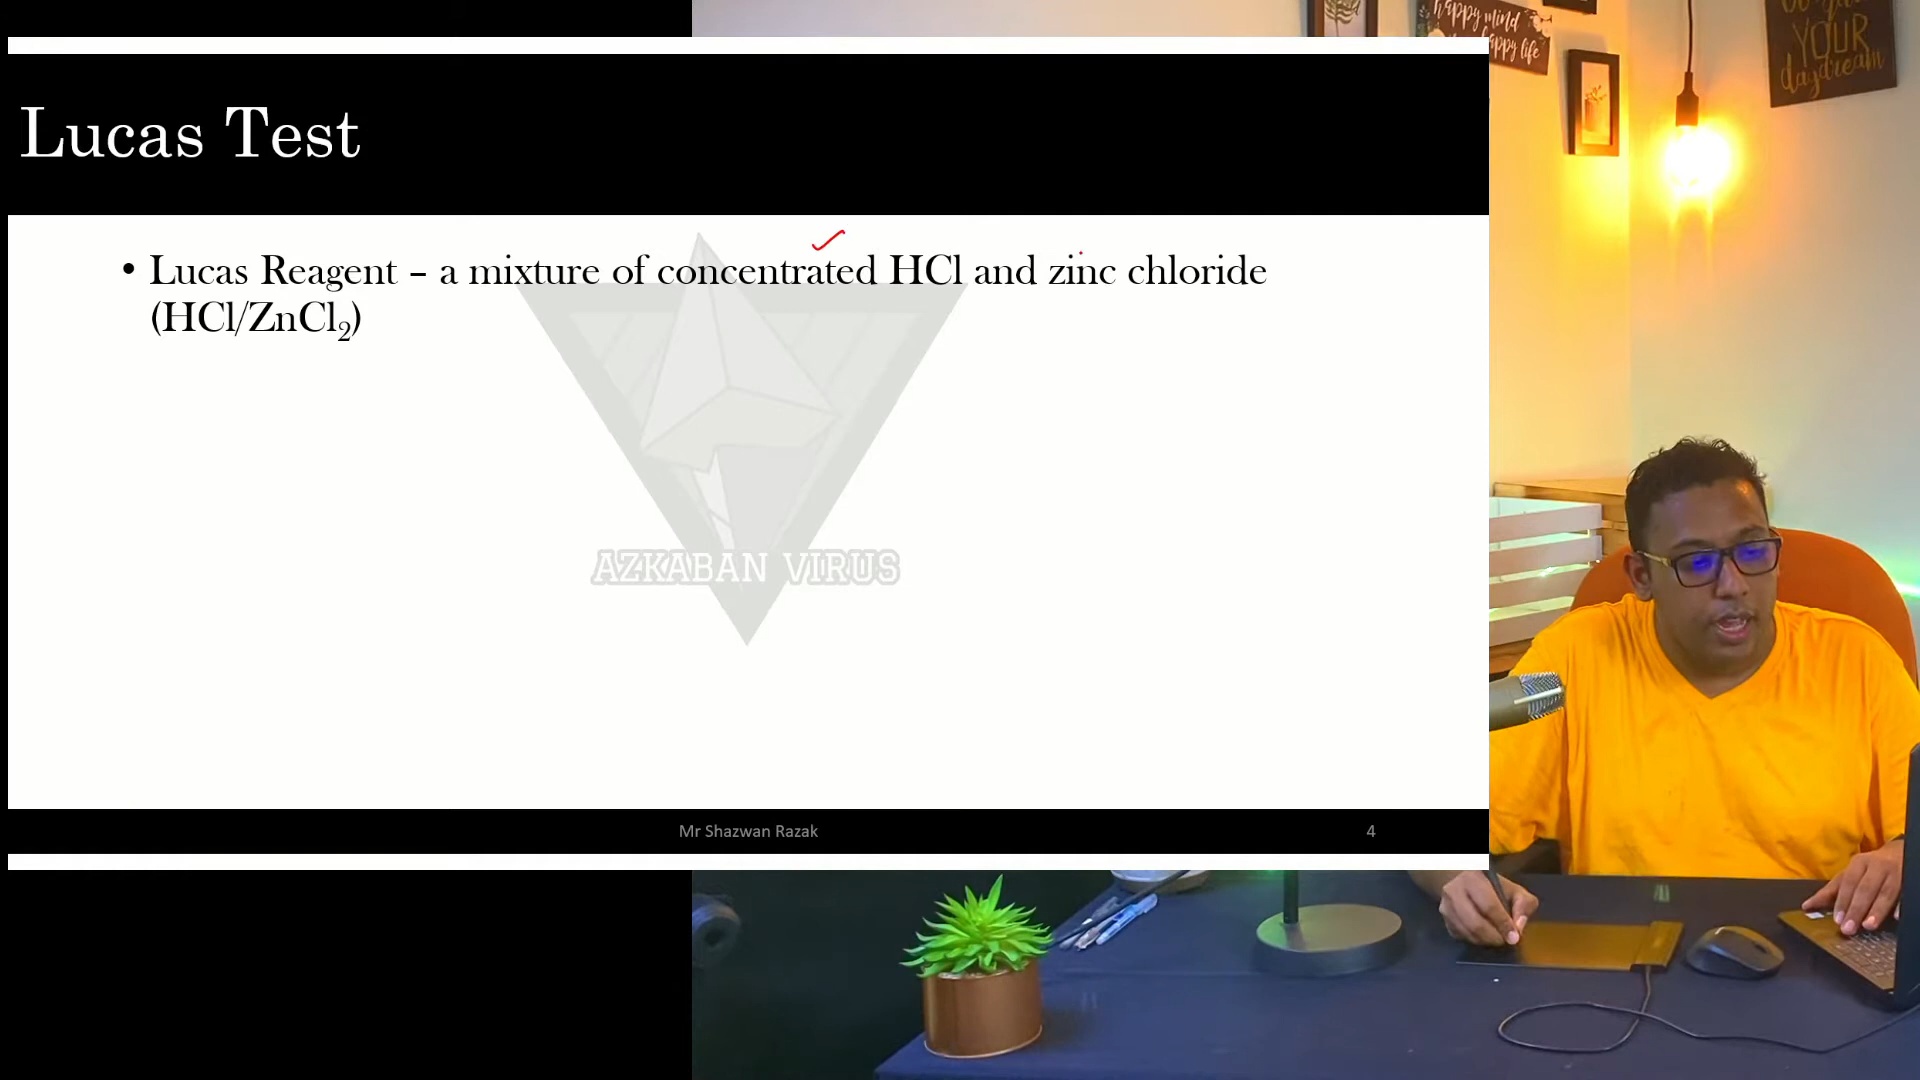 happy mind
happy life
YOUR
daydream
Lucas Test
• Lucas Reagent – a mixture of concentrated HCl and zinc chloride
(HCl/ZnCl₂)
AZKABAN VIRUS
Mr Shazwan Razak
4